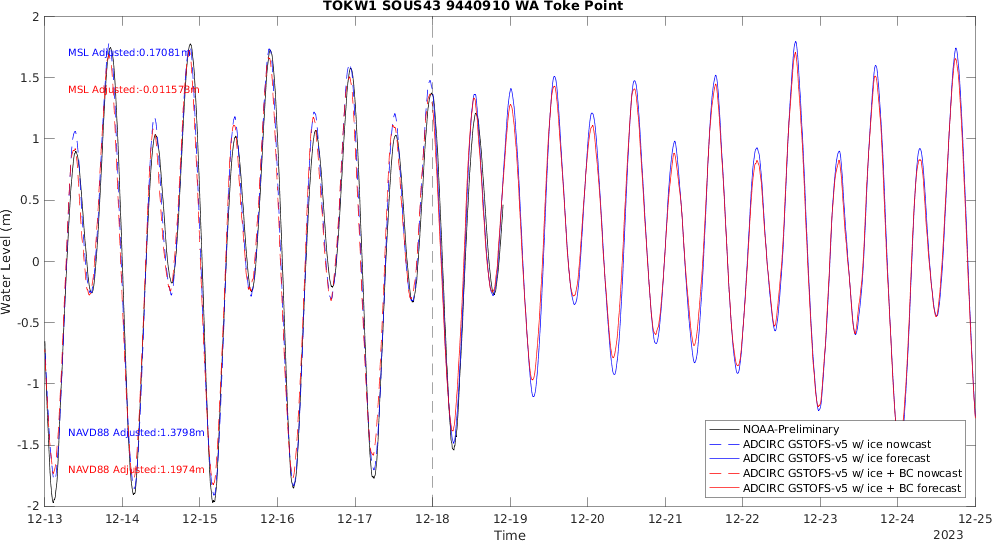 TOKW1 SOUS43 9440910 WA Toke Point
Water Level (m)
2
1.5
1
0.5
0
-0.5
-1
-1.5
-2
MSL Adjusted:0.17081m
MSL Adjusted:-0.011573m
NAVD88 Adjusted:1.3798m
NAVD88 Adjusted:1.1974m
NOAA-Preliminary
ADCIRC GSTOFS-v5 w/ ice nowcast
ADCIRC GSTOFS-v5 w/ ice forecast
ADCIRC GSTOFS-v5 w/ ice + BC nowcast
ADCIRC GSTOFS-v5 w/ ice + BC forecast
12-13 12-14 12-15 12-16 12-17 12-18 12-19 12-20 12-21 12-22 12-23 12-24 12-25
Time
2023